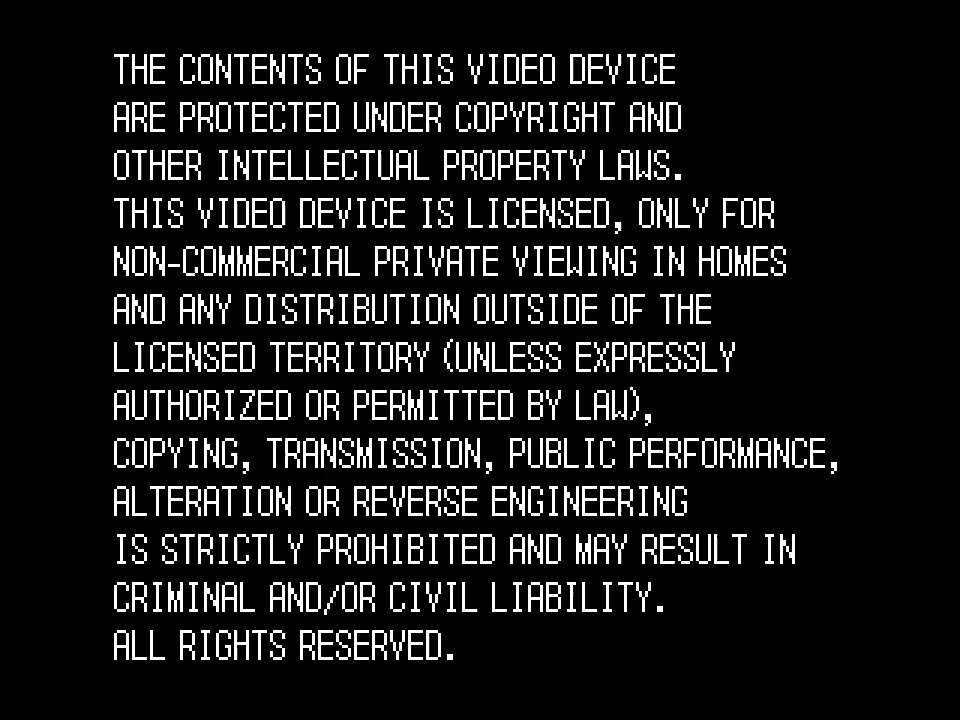 THE CONTENTS OF THIS VIDEO DEVICE
ARE PROTECTED UNDER COPYRIGHT AND
OTHER INTELLECTUAL PROPERTY LAWS.
THIS VIDEO DEVICE IS LICENSED, ONLY FOR
NON-COMMERCIAL PRIVATE VIEWING IN HOMES
AND ANY DISTRIBUTION OUTSIDE OF THE
LICENSED TERRITORY (UNLESS EXPRESSLY
AUTHORIZED OR PERMITTED BY LAW),
COPYING, TRANSMISSION, PUBLIC PERFORMANCE,
ALTERATION OR REVERSE ENGINEERING
IS STRICTLY PROHIBITED AND MAY RESULT IN
CRIMINAL AND/OR CIVIL LIABILITY.
ALL RIGHTS RESERVED.